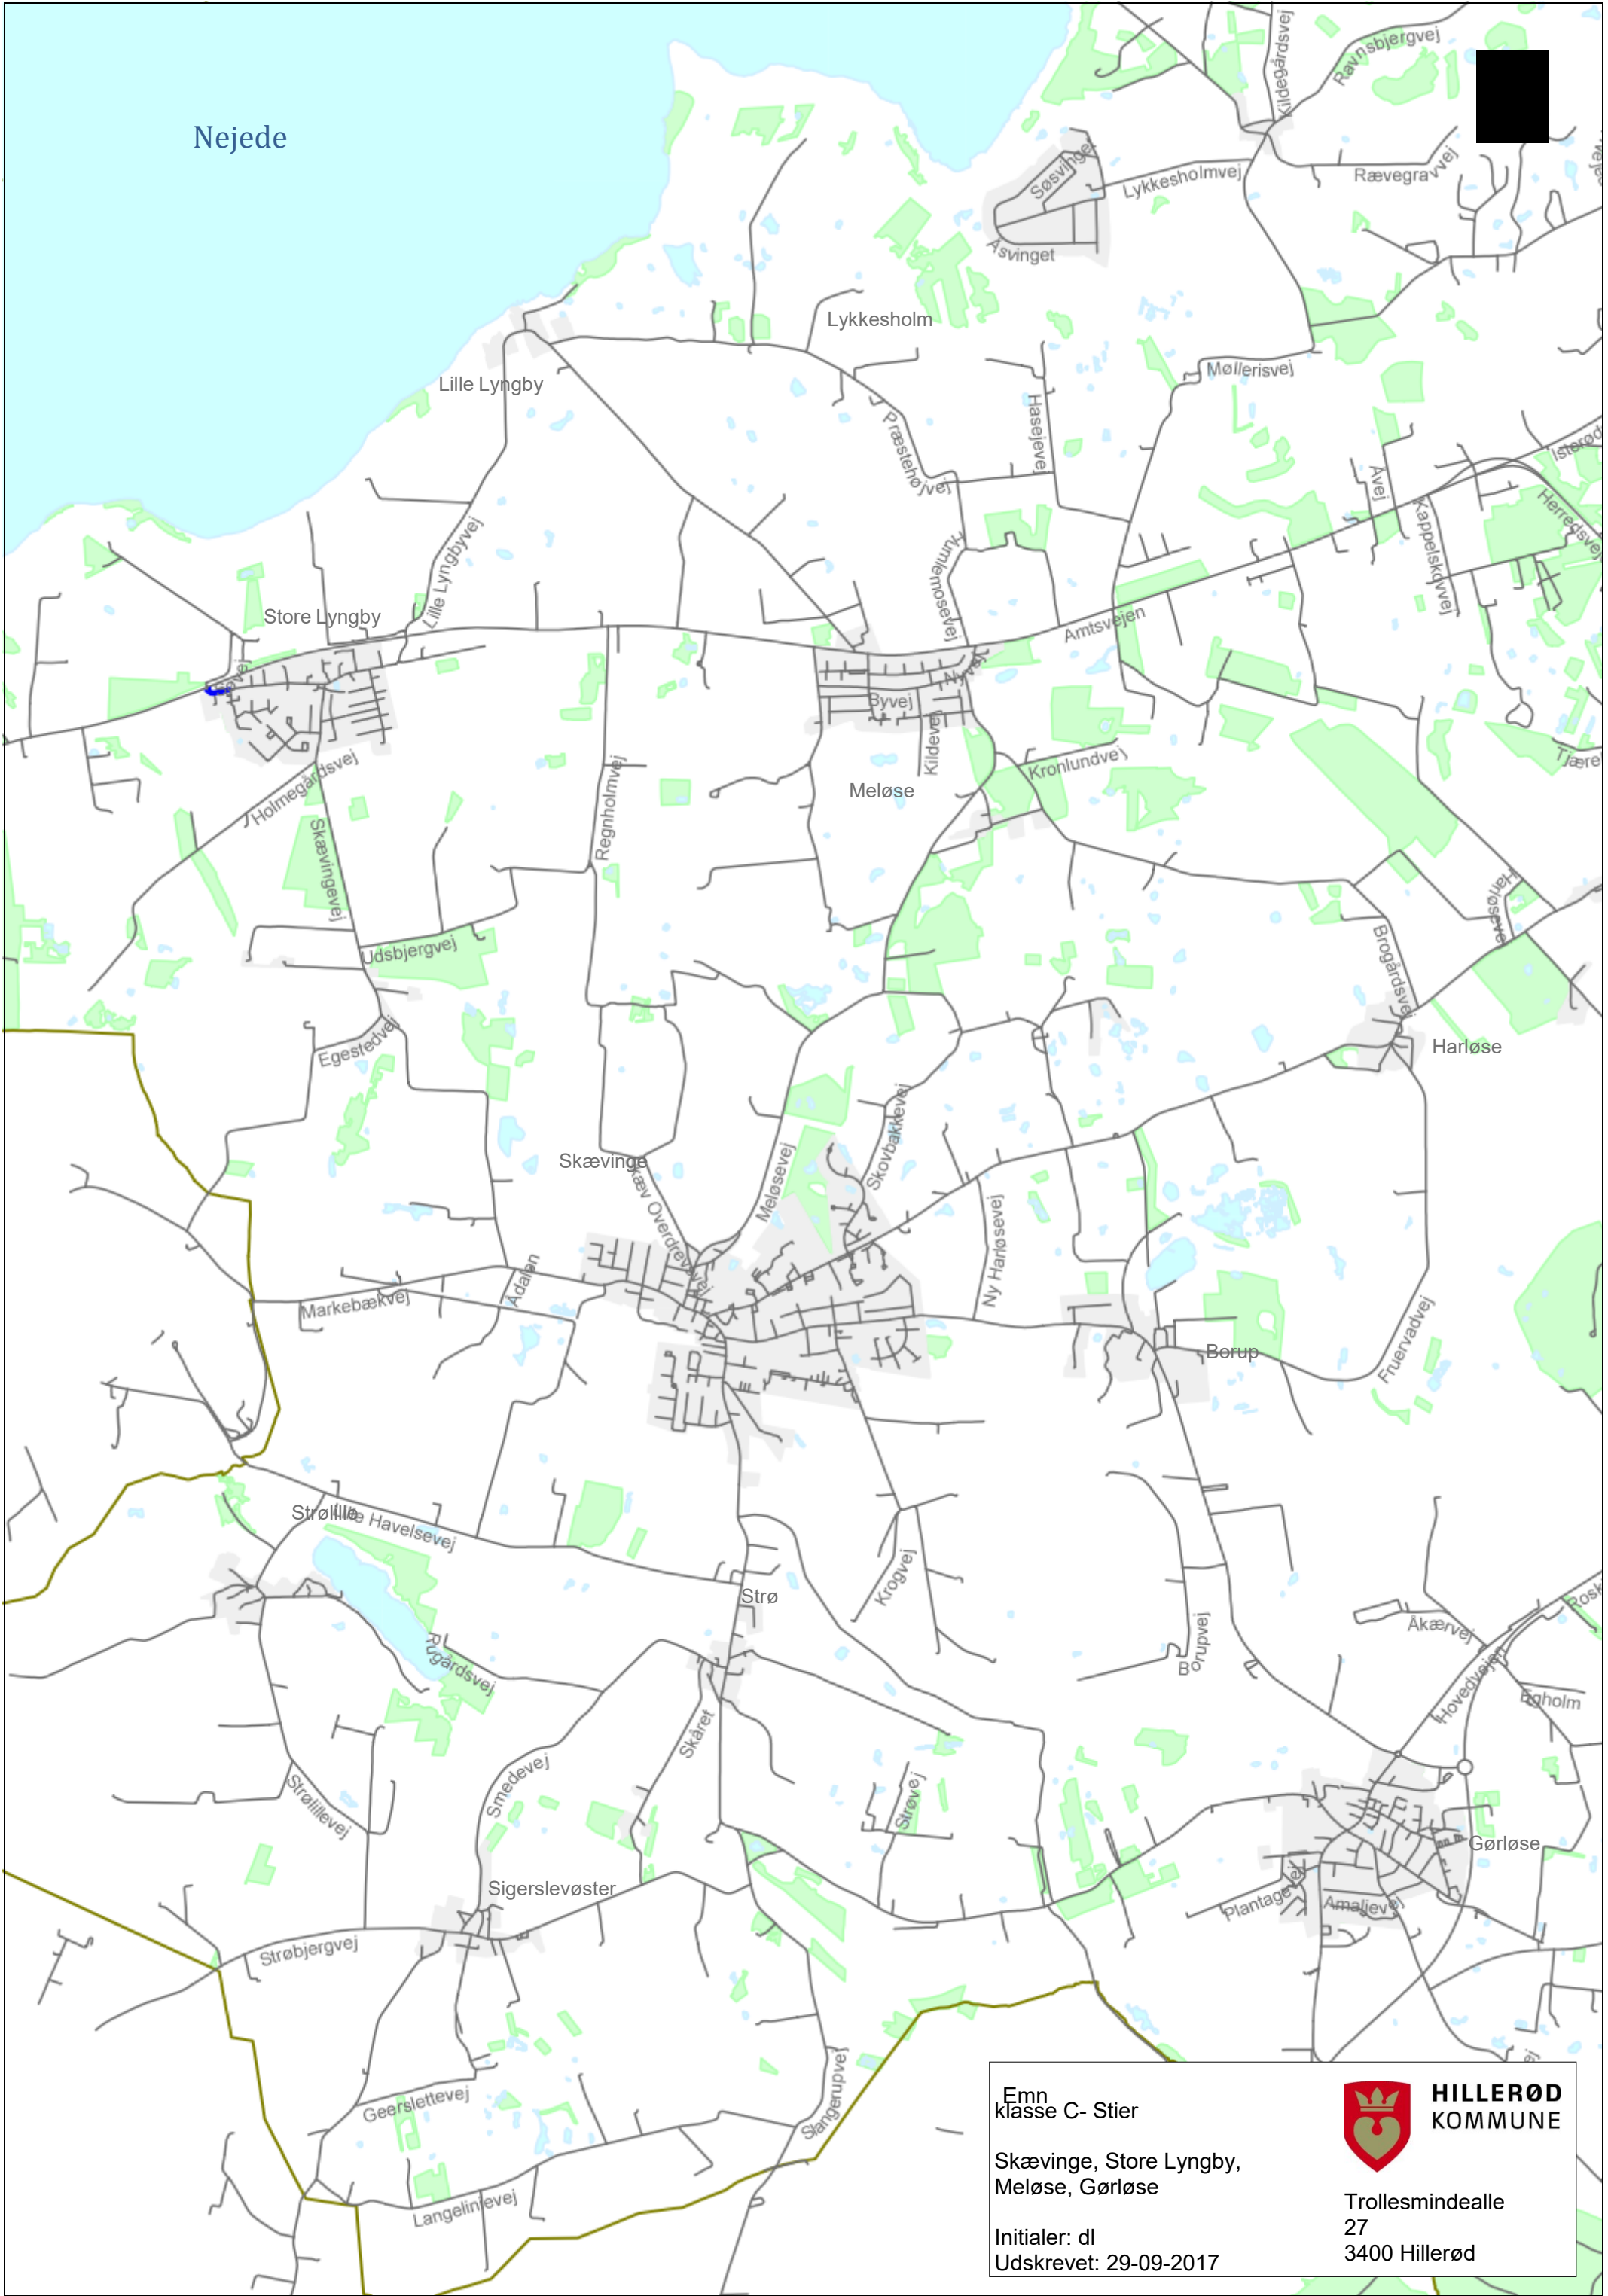 Nejede
Kildegårdsvej
Ravnsbjergvej
Søsvinget
Lykkesholmvej
Rævegravvej
Åsvinget
Lykkesholm
Møllerisvej
Lille Lyngby
Præstehøjvej
Hasejevej
Åvej
Kappelskovvej
Lille Lyngbyvej
Humlemosevej
Store Lyngby
Amtsvejen
Nyvej
Byvej
Kildevej
Kronlundvej
Meløse
Holmegårdsvej
Regnholmvej
Skævingevej
Udsbjergvej
Brogårdsvej
Egestedvej
Harløse
Skovbakkevej
Skævinge
Meløsevej
Ny Harløsevej
Ådalen
Markebækvej
Borup
Fruervadvej
Strølille
Lille Havelsevej
Krogvej
Strø
Borupvej
Åkærvej
Rugårdsvej
Hovedvejen
Egholm
Skåret
Smedevej
Strølillevej
Strøvej
Gørløse
Sigerslevøster
Plantagevej
Amaljevej
Strøbjergvej
Geerslettevej
Slangerupvej
Langelinievej
Emn
klasse C- Stier
Skævinge, Store Lyngby,
Meløse, Gørløse
Initialer: dl
Udskrevet: 29-09-2017
HILLERØD
KOMMUNE
Trollesmindealle
27
3400 Hillerød